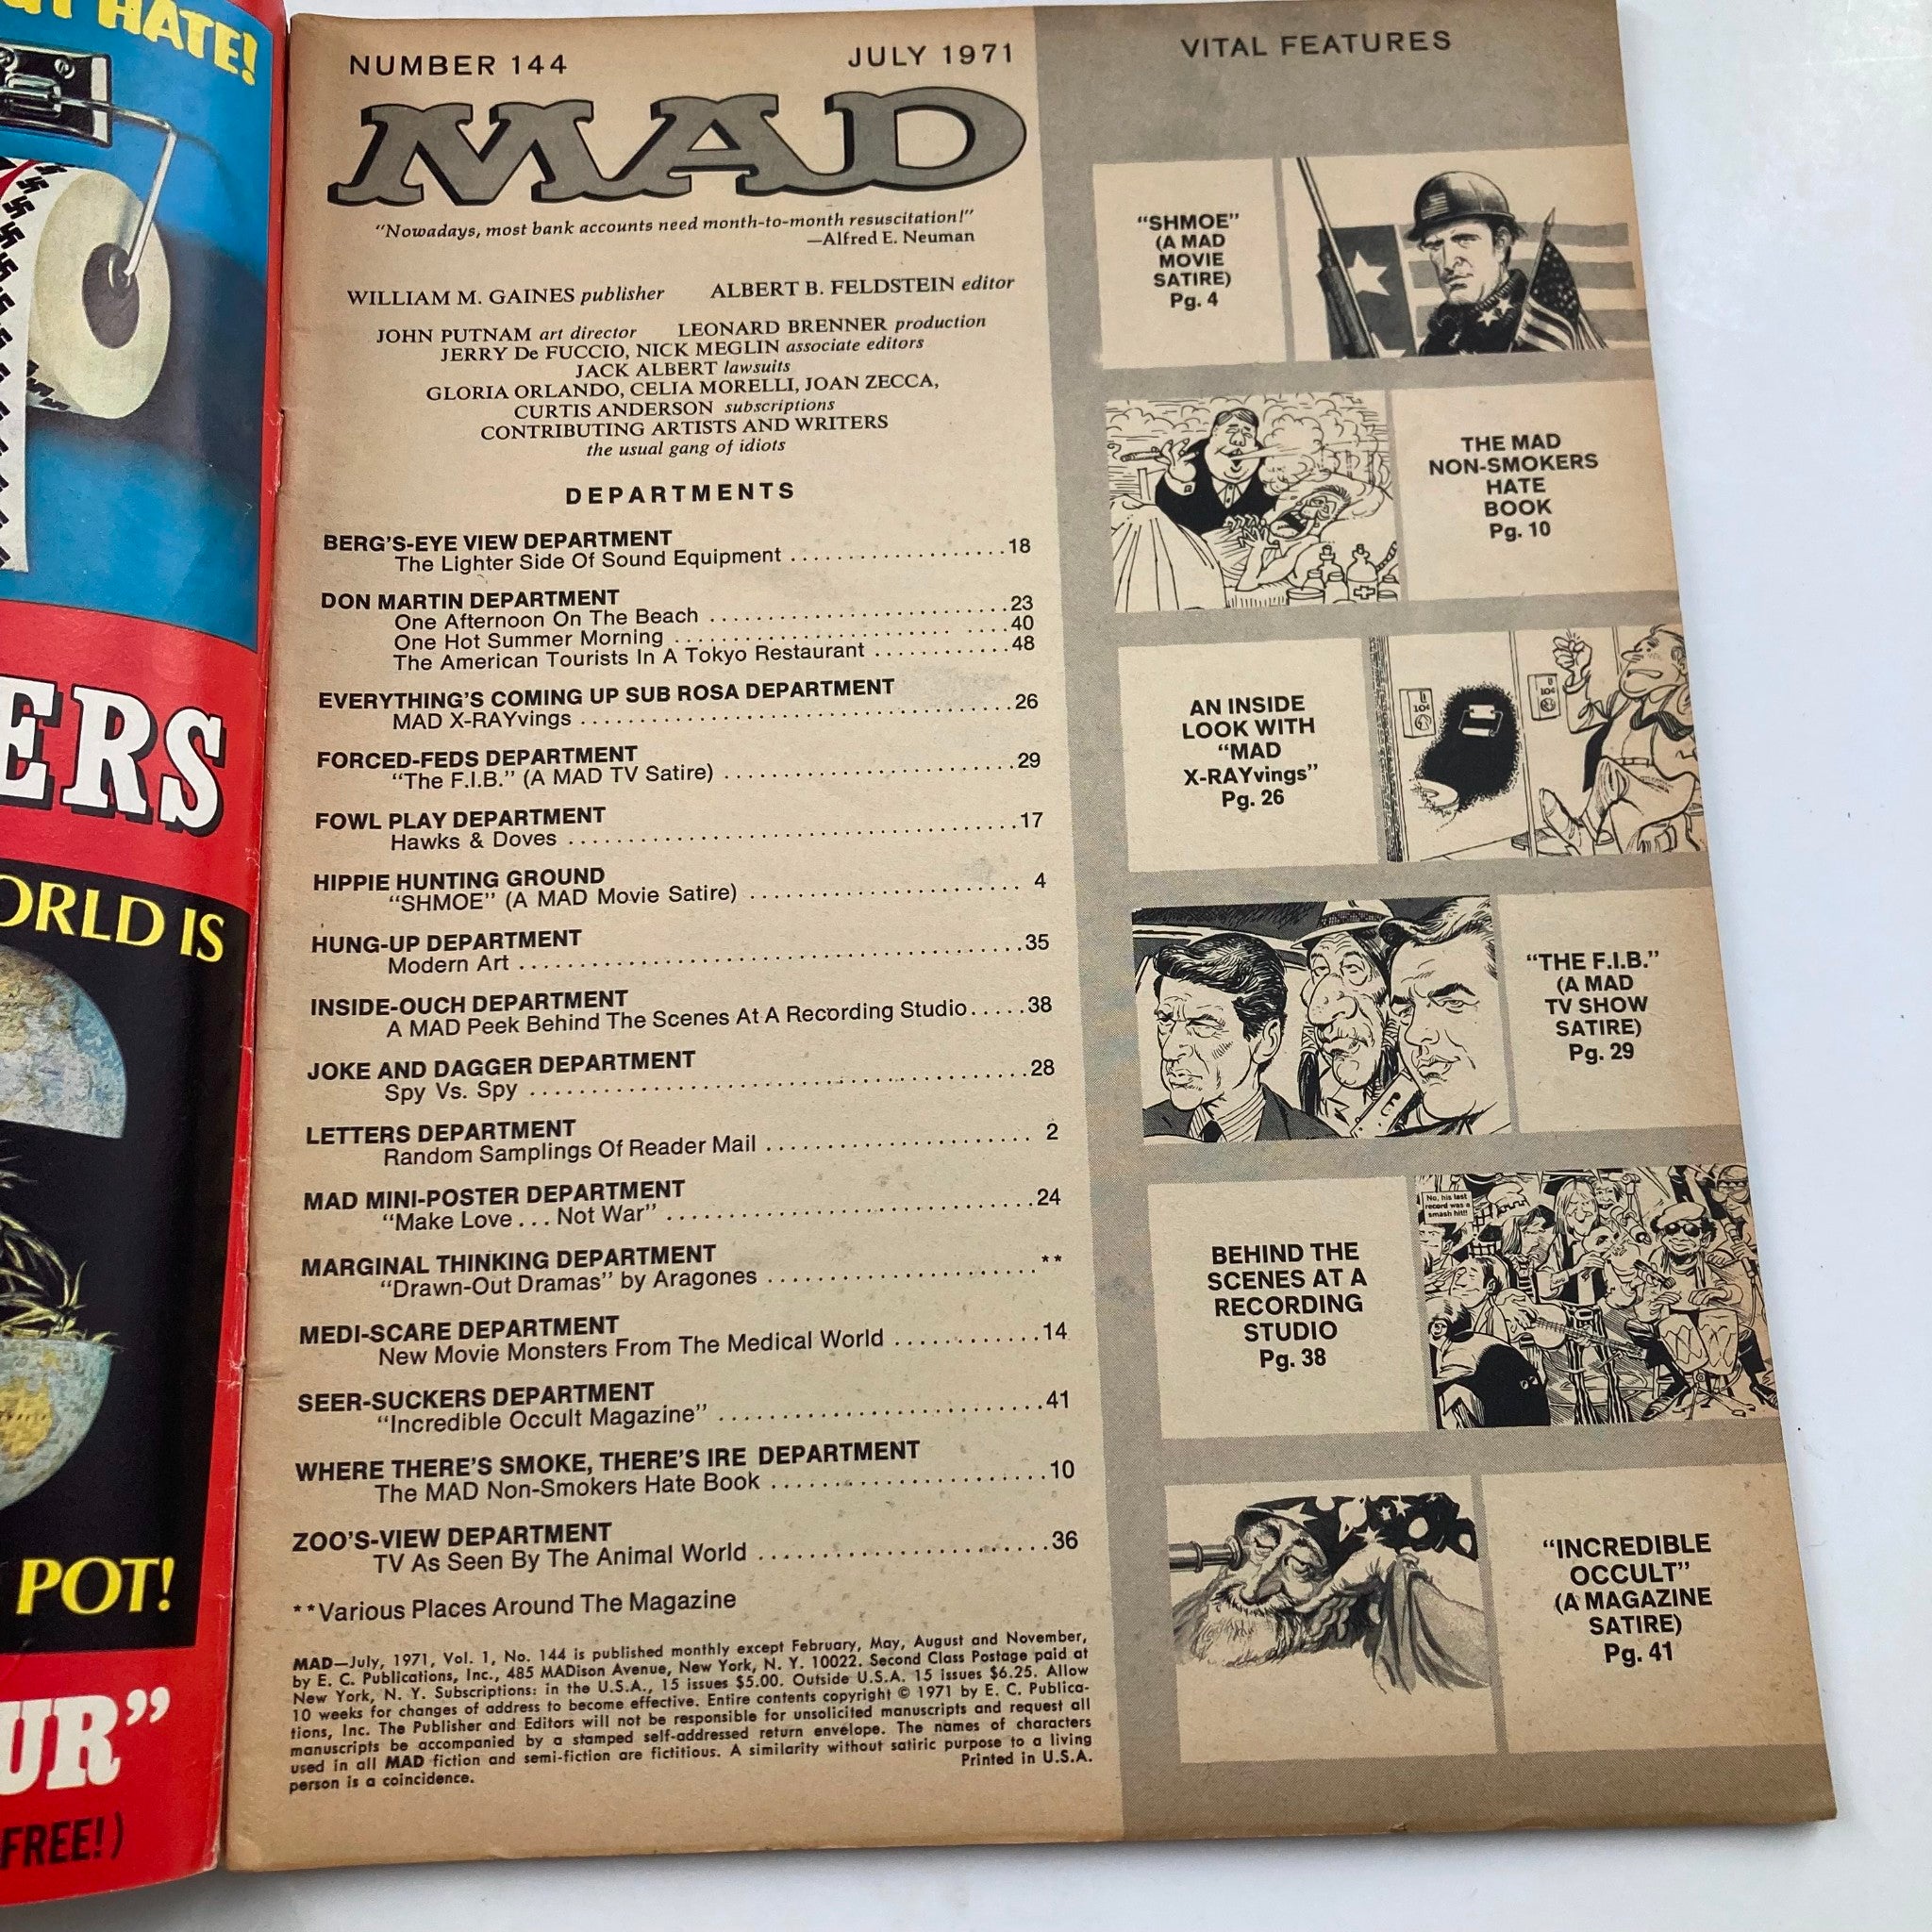 T HATE!
ERS
ORLD IS
POT!
UR”
FREE!)
NUMBER 144 JULY 1971
MAD
“Nowadays, most bank accounts need month-to-month resuscitation!”
—Alfred E. Neuman
WILLIAM M. GAINES publisher ALBERT B. FELDSTEIN editor
JOHN PUTNAM art director LEONARD BRENNER production
JERRY De FUCCIO, NICK MEGLIN associate editors
JACK ALBERT lawsuits
GLORIA ORLANDO, CELIA MORELLI, JOAN ZECCA,
CURTIS ANDERSON subscriptions
CONTRIBUTING ARTISTS AND WRITERS
the usual gang of idiots
DEPARTMENTS
BERG’S-EYE VIEW DEPARTMENT
The Lighter Side Of Sound Equipment ....................18
DON MARTIN DEPARTMENT
One Afternoon On The Beach ............................23
One Hot Summer Morning ............................40
The American Tourists In A Tokyo Restaurant ............48
EVERYTHING’S COMING UP SUB ROSA DEPARTMENT
MAD X-RAYvings ........................................26
FORCED-FEDS DEPARTMENT
“The F.I.B.” (A MAD TV Satire) ..........................29
FOWL PLAY DEPARTMENT
Hawks & Doves ........................................17
HIPPIE HUNTING GROUND
“SHMOE” (A MAD Movie Satire) ........................ 4
HUNG-UP DEPARTMENT
Modern Art ............................................35
INSIDE-OUCH DEPARTMENT
A MAD Peek Behind The Scenes At A Recording Studio.....38
JOKE AND DAGGER DEPARTMENT
Spy Vs. Spy ............................................28
LETTERS DEPARTMENT
Random Samplings Of Reader Mail ........................ 2
MAD MINI-POSTER DEPARTMENT
“Make Love... Not War” ................................24
MARGINAL THINKING DEPARTMENT
“Drawn-Out Dramas” by Aragones ........................**
MEDI-SCARE DEPARTMENT
New Movie Monsters From The Medical World ............14
SEER-SUCKERS DEPARTMENT
“Incredible Occult Magazine” ............................41
WHERE THERE’S SMOKE, THERE’S IRE DEPARTMENT
The MAD Non-Smokers Hate Book ........................10
ZOO’S-VIEW DEPARTMENT
TV As Seen By The Animal World ........................36
**Various Places Around The Magazine
MAD—July, 1971, Vol. 1, No. 144 is published monthly except February, May, August and November,
by E. C. Publications, Inc., 485 MADison Avenue, New York, N. Y. 10022. Second Class Postage paid at
New York, N. Y. Subscriptions: in the U.S.A., 15 issues $5.00. Outside U.S.A. 15 issues $6.25. Allow
10 weeks for changes of address to become effective. Entire contents copyright © 1971 by E. C. Publica-
tions, Inc. The Publisher and Editors will not be responsible for unsolicited manuscripts and request all
manuscripts be accompanied by a stamped self-addressed return envelope. The names of characters
used in all MAD fiction and semi-fiction are fictitious. A similarity without satiric purpose to a living
person is a coincidence. Printed in U.S.A.
VITAL FEATURES
“SHMOE”
(A MAD
MOVIE
SATIRE)
Pg. 4
THE MAD
NON-SMOKERS
HATE
BOOK
Pg. 10
AN INSIDE
LOOK WITH
“MAD
X-RAYvings”
Pg. 26
10¢
10¢
“THE F.I.B.”
(A MAD
TV SHOW
SATIRE)
Pg. 29
BEHIND THE
SCENES AT A
RECORDING
STUDIO
Pg. 38
No, his last
record was a
smash hit!!
“INCREDIBLE
OCCULT”
(A MAGAZINE
SATIRE)
Pg. 41